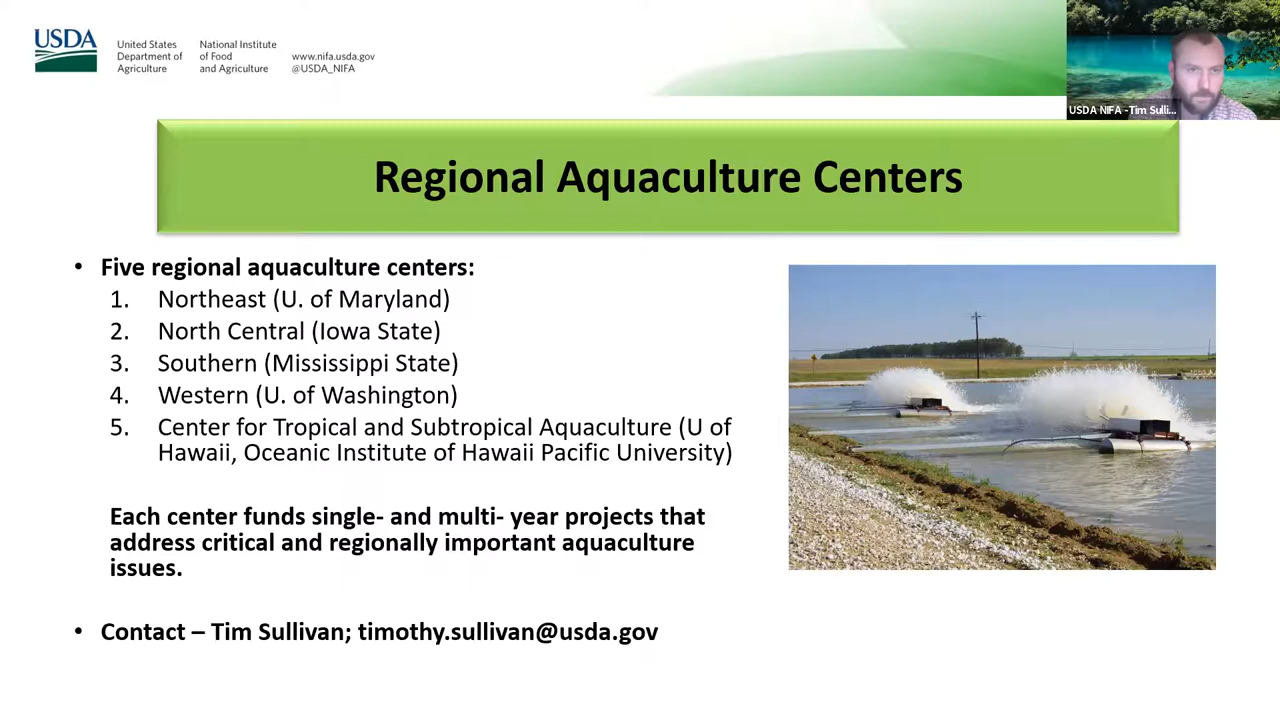 USDA
United States
Department of
Agriculture
National Institute
of Food
and Agriculture
www.nifa.usda.gov
@USDA_NIFA
USDA NIFA -Tim Sulli...
Regional Aquaculture Centers
• Five regional aquaculture centers:
1. Northeast (U. of Maryland)
2. North Central (Iowa State)
3. Southern (Mississippi State)
4. Western (U. of Washington)
5. Center for Tropical and Subtropical Aquaculture (U of
Hawaii, Oceanic Institute of Hawaii Pacific University)
Each center funds single- and multi- year projects that
address critical and regionally important aquaculture
issues.
• Contact – Tim Sullivan; timothy.sullivan@usda.gov